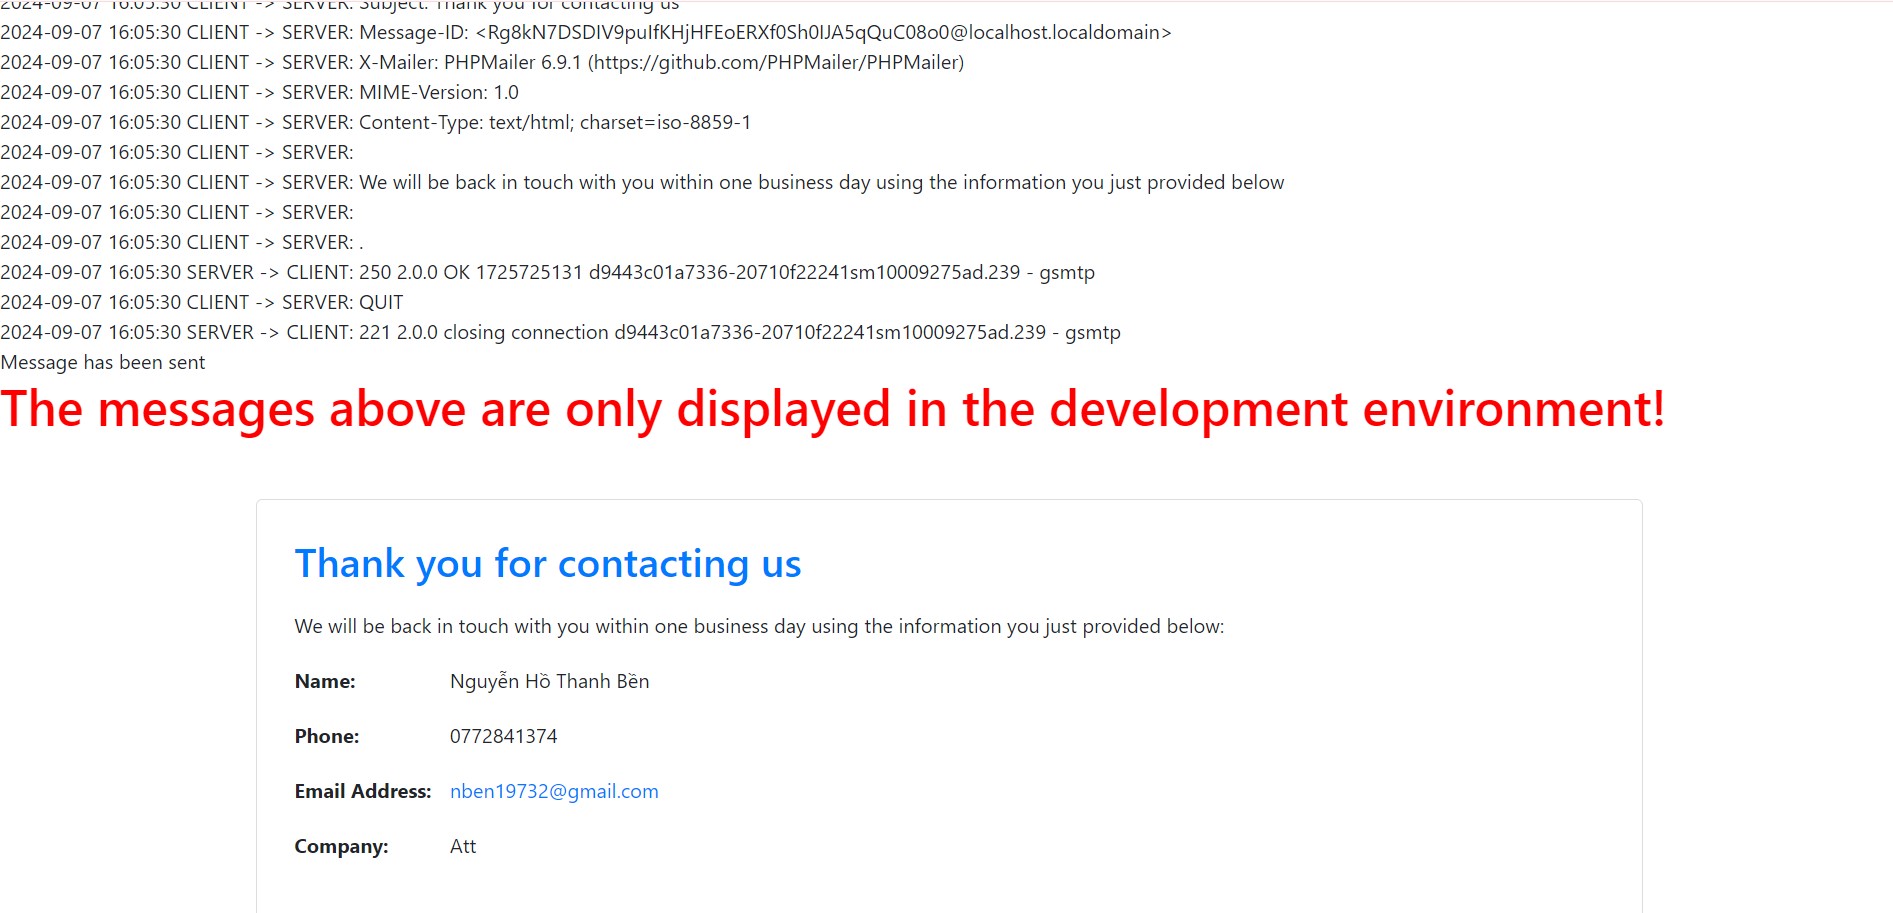 2024-09-07 16:05:30 CLIENT -> SERVER: Subject: Thank you for contacting us
2024-09-07 16:05:30 CLIENT -> SERVER: Message-ID: <Rg8kN7DSDIV9puIfKHjHFEoERXf0Sh0IJA5qQuC08o0@localhost.localdomain>
2024-09-07 16:05:30 CLIENT -> SERVER: X-Mailer: PHPMailer 6.9.1 (https://github.com/PHPMailer/PHPMailer)
2024-09-07 16:05:30 CLIENT -> SERVER: MIME-Version: 1.0
2024-09-07 16:05:30 CLIENT -> SERVER: Content-Type: text/html; charset=iso-8859-1
2024-09-07 16:05:30 CLIENT -> SERVER:
2024-09-07 16:05:30 CLIENT -> SERVER: We will be back in touch with you within one business day using the information you just provided below
2024-09-07 16:05:30 CLIENT -> SERVER:
2024-09-07 16:05:30 CLIENT -> SERVER: .
2024-09-07 16:05:30 SERVER -> CLIENT: 250 2.0.0 OK 1725725131 d9443c01a7336-20710f22241sm10009275ad.239 - gsmtp
2024-09-07 16:05:30 CLIENT -> SERVER: QUIT
2024-09-07 16:05:30 SERVER -> CLIENT: 221 2.0.0 closing connection d9443c01a7336-20710f22241sm10009275ad.239 - gsmtp
Message has been sent
The messages above are only displayed in the development environment!
Thank you for contacting us
We will be back in touch with you within one business day using the information you just provided below:
Name: Nguyễn Hồ Thanh Bền
Phone: 0772841374
Email Address: nben19732@gmail.com
Company: Att